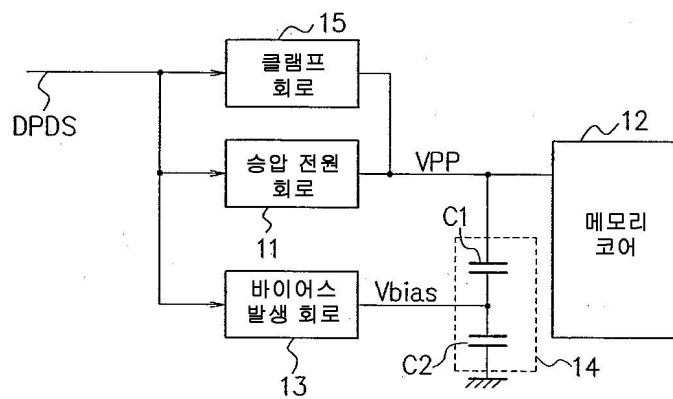 15
클램프
회로
DPDS
12
승압 전원
회로
VPP
11
C1
메모리
코어
바이어스
발생 회로
Vbias
C2
14
13